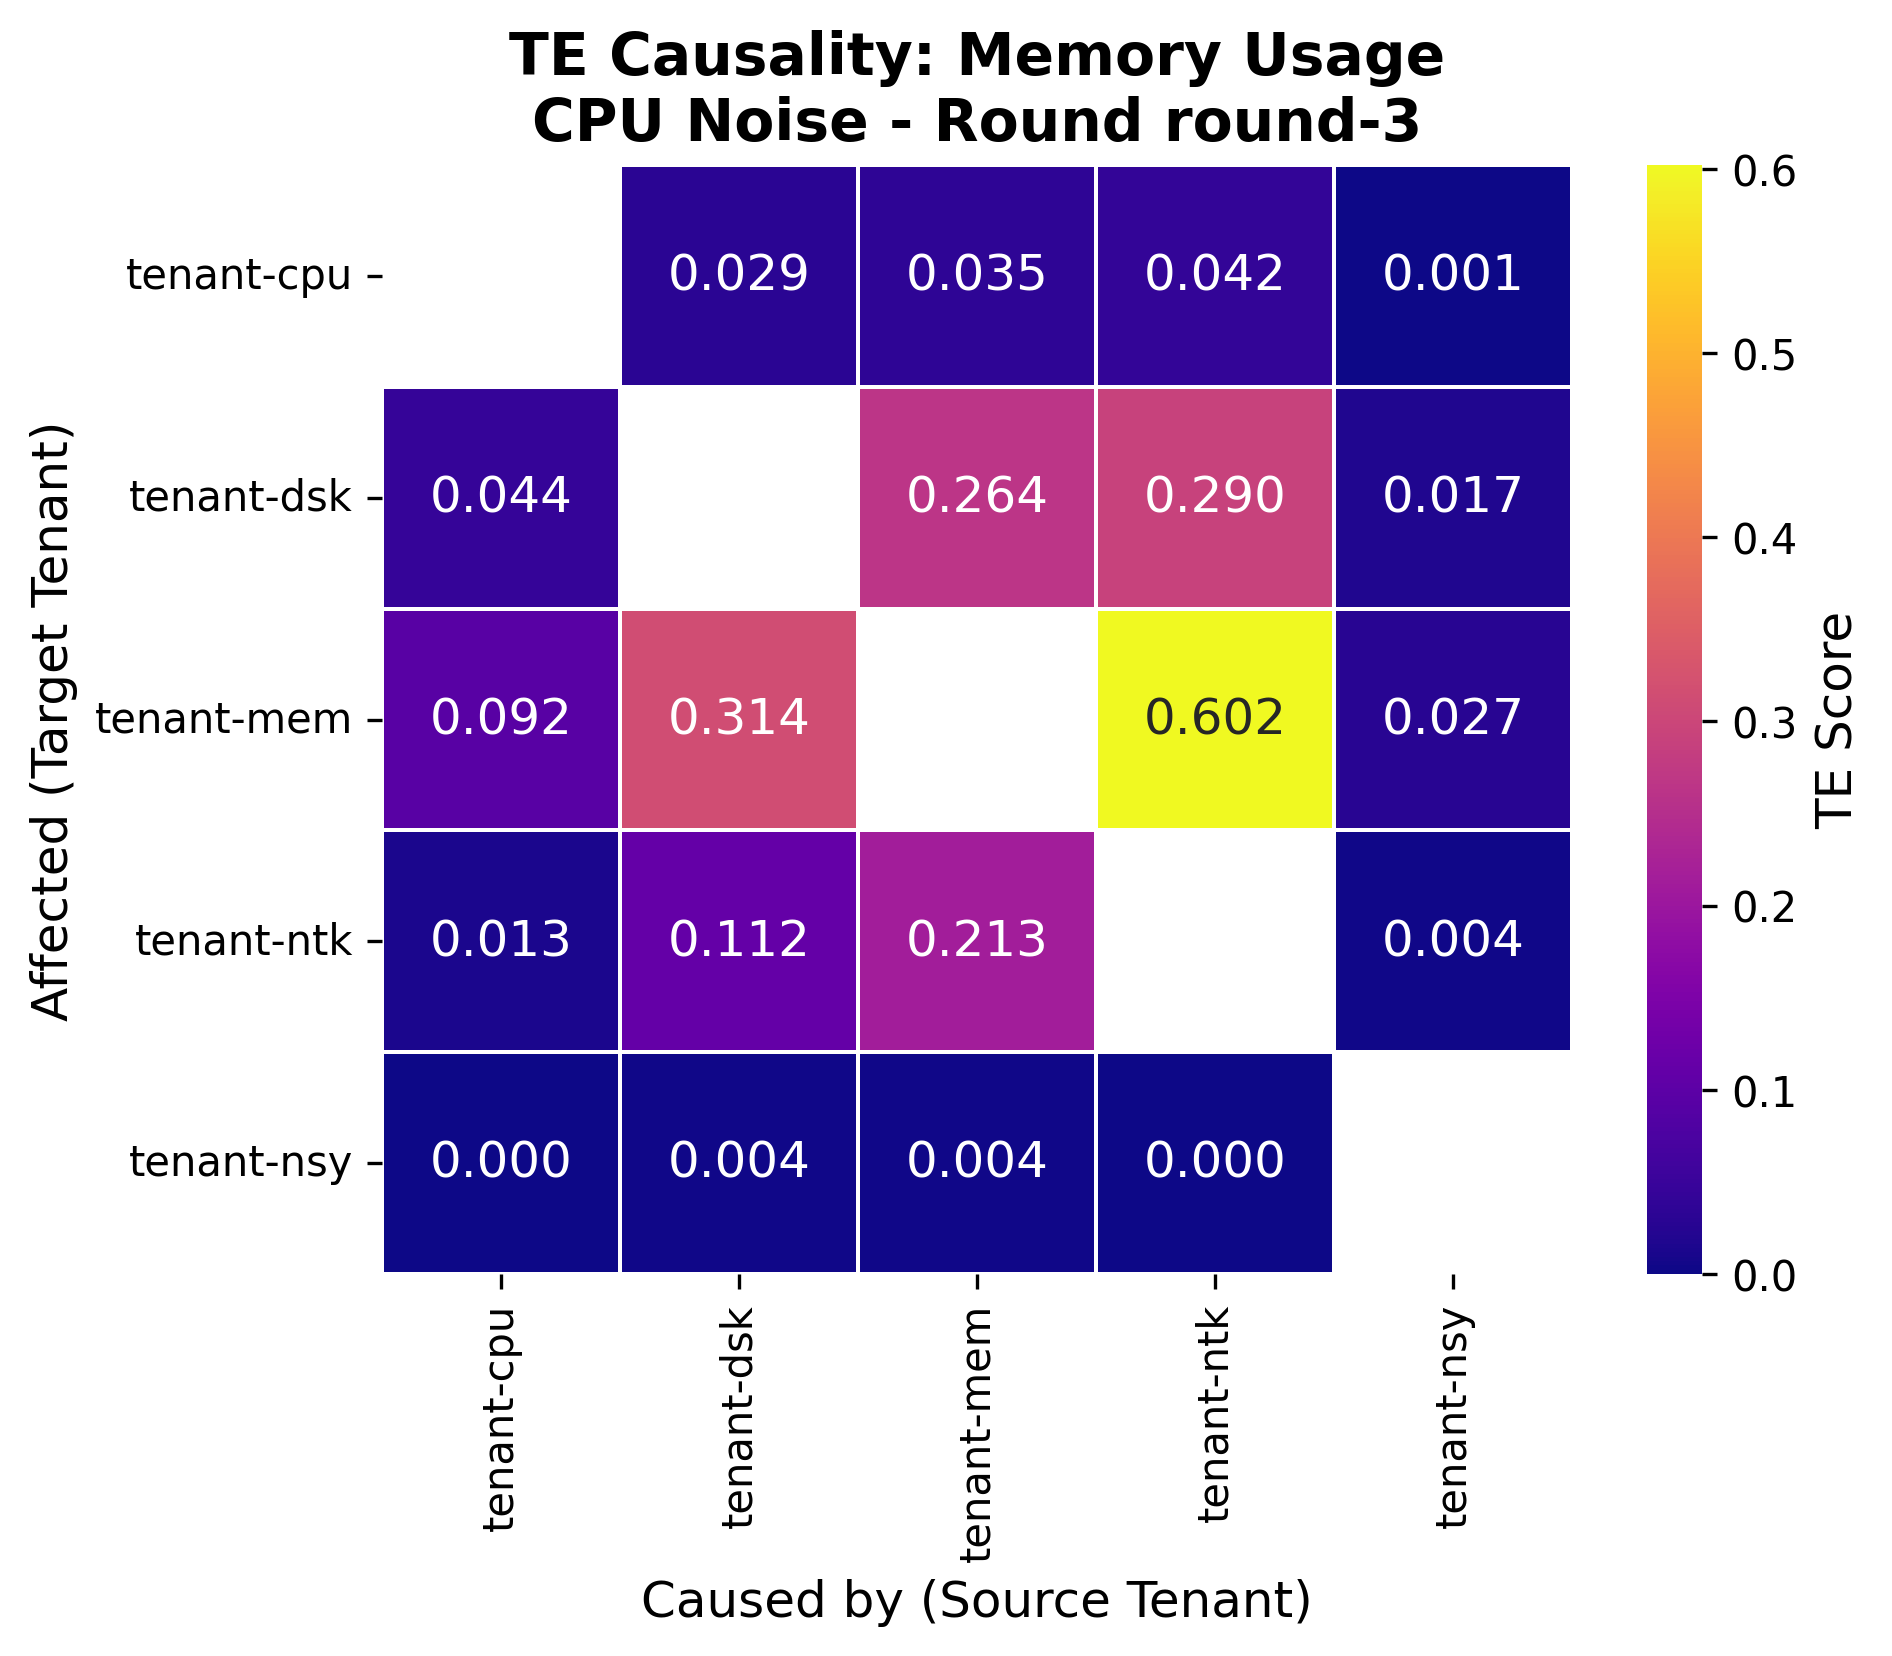 TE Causality: Memory Usage
CPU Noise - Round round-3
Affected (Target Tenant)
tenant-cpu 0.029 0.035 0.042 0.001
tenant-dsk 0.044 0.264 0.290 0.017
tenant-mem 0.092 0.314 0.602 0.027
tenant-ntk 0.013 0.112 0.213 0.004
tenant-nsy 0.000 0.004 0.004 0.000
tenant-cpu tenant-dsk tenant-mem tenant-ntk tenant-nsy
Caused by (Source Tenant)
0.6
0.5
0.4
0.3
0.2
0.1
0.0
TE Score